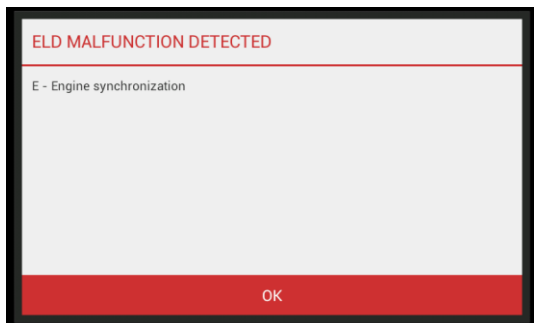 ELD MALFUNCTION DETECTED
E - Engine synchronization
OK